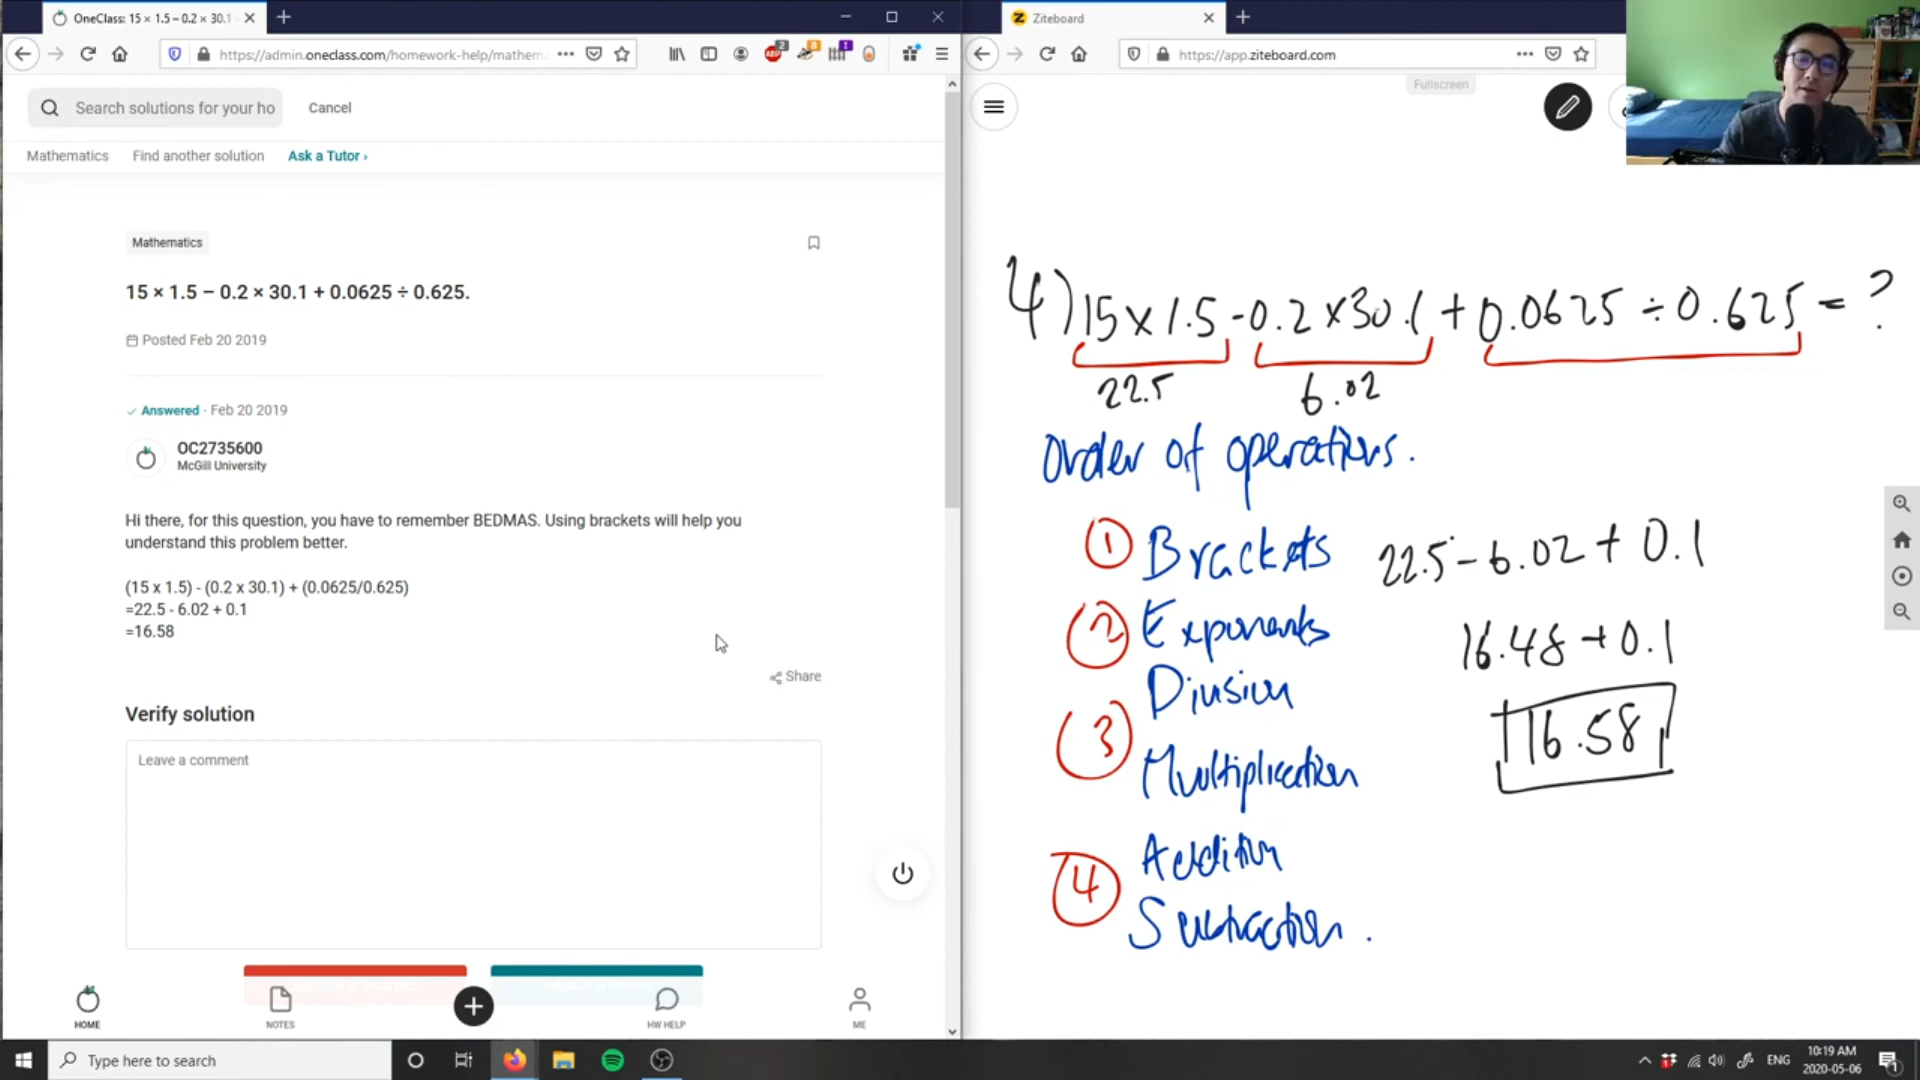 OneClass: 15 × 1.5 – 0.2 × 30.1
https://admin.oneclass.com/homework-help/mathema
Search solutions for your ho
Cancel
Mathematics
Find another solution
Ask a Tutor ›
Mathematics
15 × 1.5 − 0.2 × 30.1 + 0.0625 ÷ 0.625.
Posted Feb 20 2019
Answered · Feb 20 2019
OC2735600
McGill University
Hi there, for this question, you have to remember BEDMAS. Using brackets will help you
understand this problem better.
(15 x 1.5) - (0.2 x 30.1) + (0.0625/0.625)
=22.5 - 6.02 + 0.1
=16.58
Share
Verify solution
Leave a comment
HOME
NOTES
HW HELP
ME
Ziteboard
https://app.ziteboard.com
Fullscreen
4) 15 × 1.5 - 0.2 × 30.1 + 0.0625 ÷ 0.625 = ?
22.5
6.02
Order of operations.
① Brackets
22.5 - 6.02 + 0.1
② Exponents
16.48 + 0.1
Division
③
16.58
Multiplication
Addition
④
Subtraction.
Type here to search
ENG
10:19 AM
2020-05-06